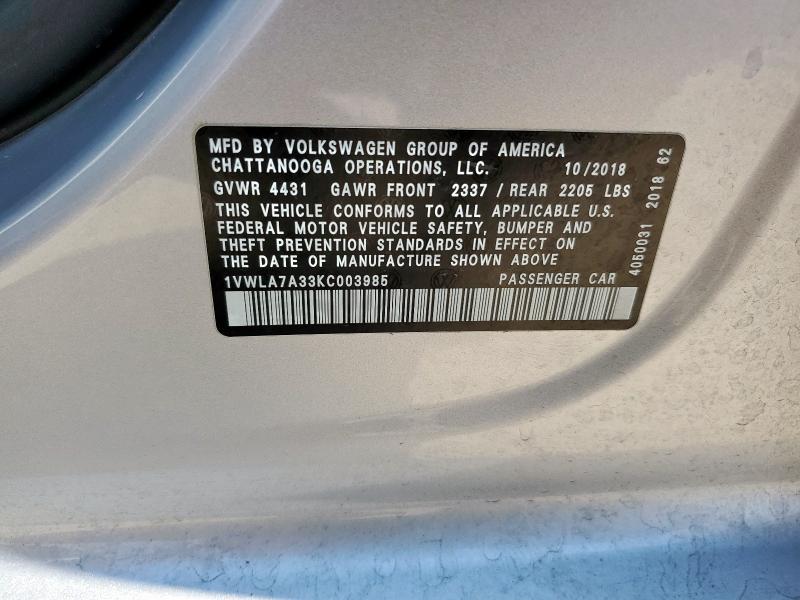 MFD BY VOLKSWAGEN GROUP OF AMERICA
CHATTANOOGA OPERATIONS, LLC. 10/2018
GVWR 4431 GAWR FRONT 2337 / REAR 2205 LBS
THIS VEHICLE CONFORMS TO ALL APPLICABLE U.S.
FEDERAL MOTOR VEHICLE SAFETY, BUMPER AND
THEFT PREVENTION STANDARDS IN EFFECT ON
THE DATE OF MANUFACTURE SHOWN ABOVE
1VWLA7A33KC003985 PASSENGER CAR
4050031 2018 62